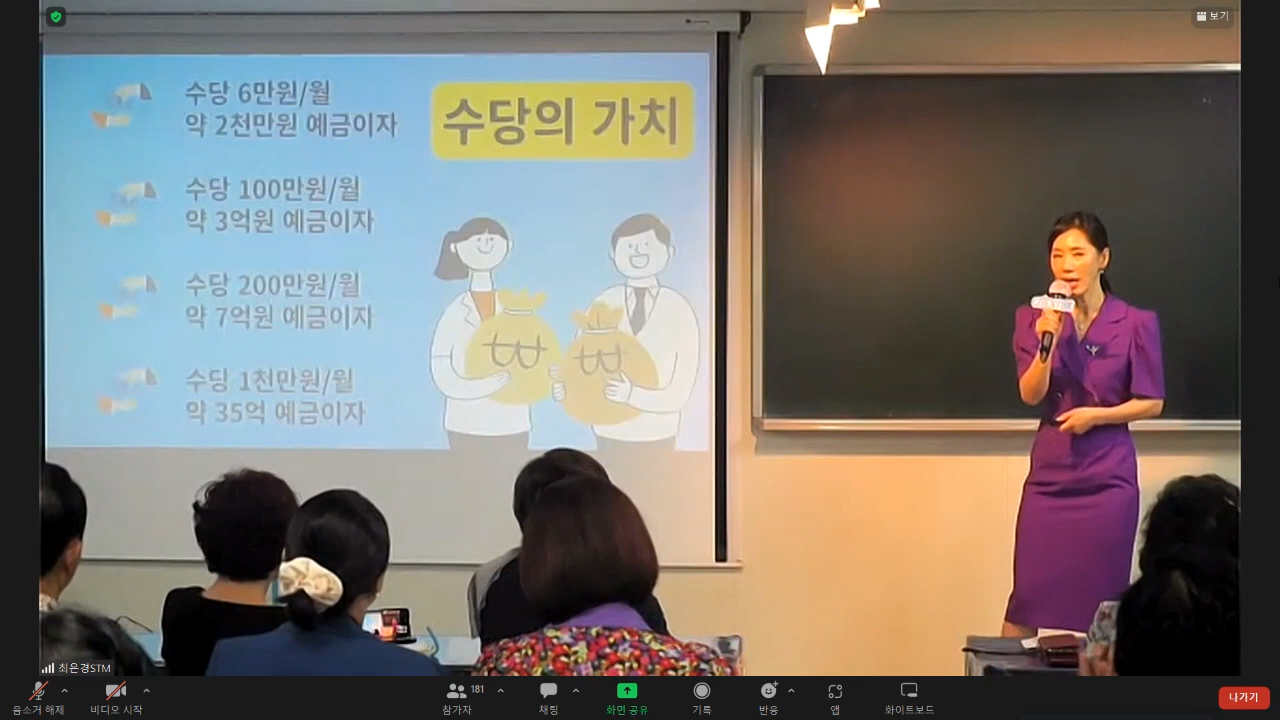 보기
수당 6만원/월
약 2천만원 예금이자
수당의 가치
수당 100만원/월
약 3억원 예금이자
수당 200만원/월
약 7억원 예금이자
수당 1천만원/월
약 35억 예금이자
최은경STM
음소거 해제
비디오 시작
181
참가자
채팅
화면 공유
기록
반응
앱
화이트보드
나가기